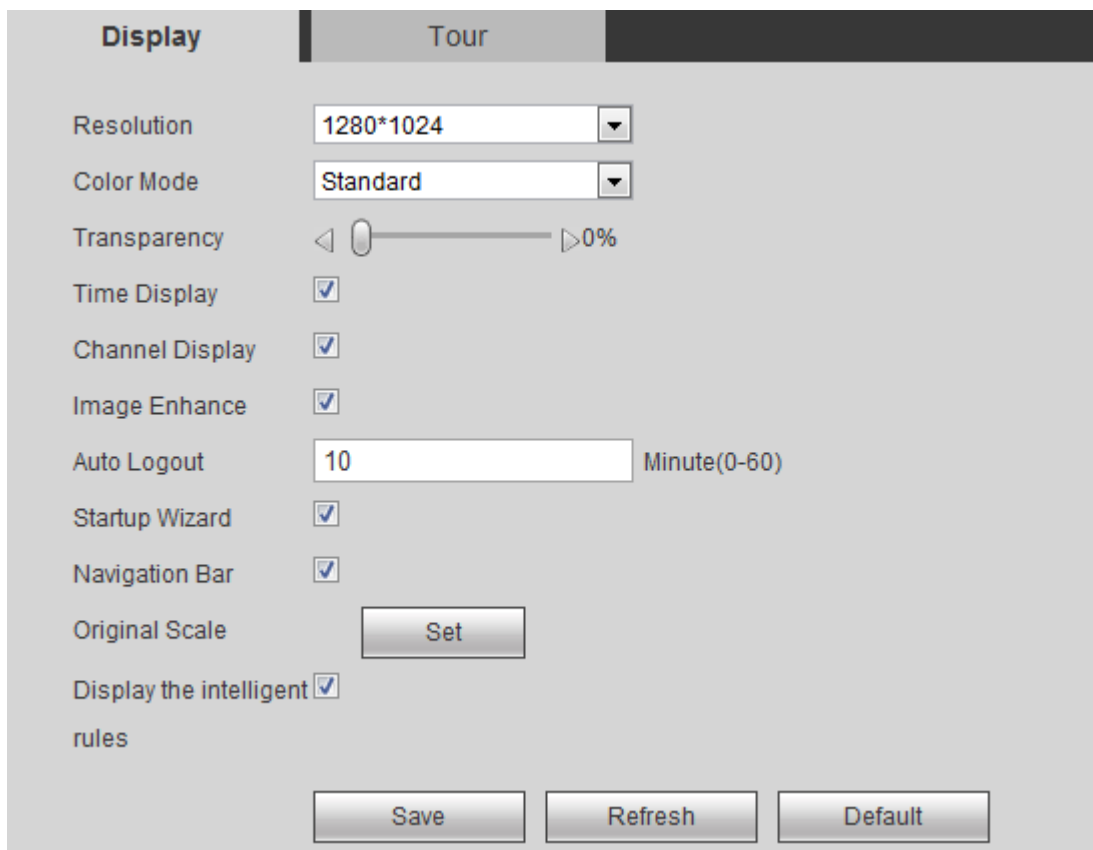 Display Tour
Resolution 1280*1024
Color Mode Standard
Transparency 0%
Time Display
Channel Display
Image Enhance
Auto Logout 10 Minute(0-60)
Startup Wizard
Navigation Bar
Original Scale Set
Display the intelligent
rules
Save Refresh Default